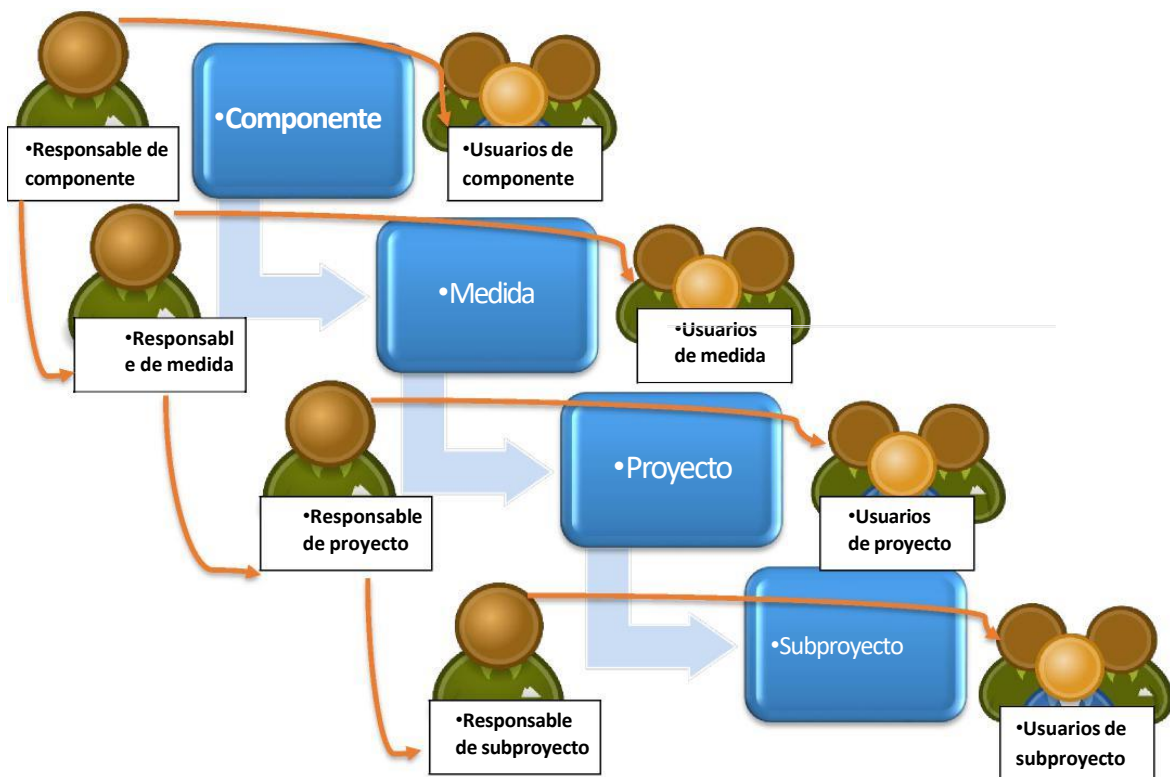 •Componente
•Responsable de
componente
•Usuarios de
componente
•Medida
•Responsabl
e de medida
•Usuarios
de medida
•Proyecto
•Responsable
de proyecto
•Usuarios
de proyecto
•Subproyecto
•Responsable
de subproyecto
•Usuarios de
subproyecto